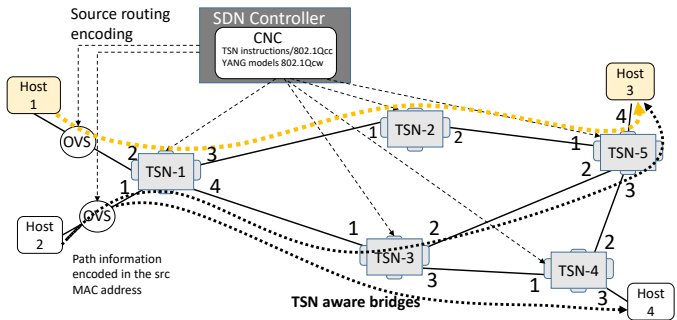 Source routing
encoding
SDN Controller
CNC
TSN instructions/802.1Qcc
YANG models 802.1Qcw
Host
1
Host
3
OVS
4
TSN-2
1
2
1
TSN-5
2
3
TSN-1
2
3
1
4
OVS
Host
2
1
2
TSN-3
3
2
TSN-4
1
3
Path information
encoded in the src
MAC address
TSN aware bridges
Host
4